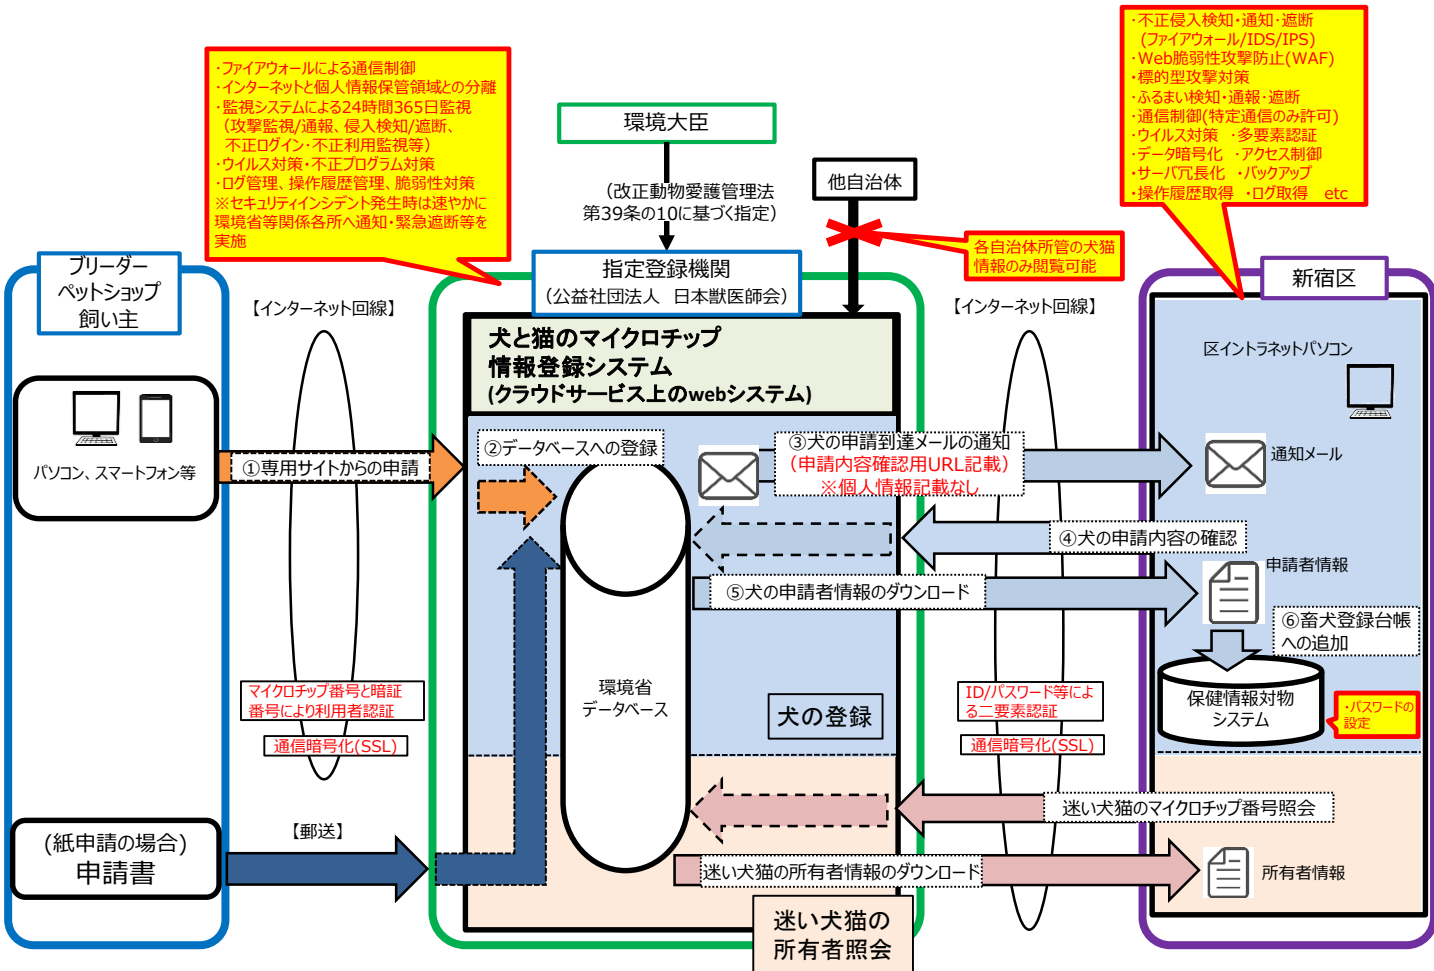 ・ファイアウォールによる通信制御
・インターネットと個人情報保管領域との分離
・監視システムによる24時間365日監視
（攻撃監視/通報、侵入検知/遮断、
不正ログイン・不正利用監視等）
・ウイルス対策・不正プログラム対策
・ログ管理、操作履歴管理、脆弱性対策
※セキュリティインシデント発生時は速やかに
環境省等関係各所へ通知・緊急遮断等を
実施
環境大臣
（改正動物愛護管理法
第39条の10に基づく指定）
他自治体
各自治体所管の犬猫
情報のみ閲覧可能
・不正侵入検知・通知・遮断
（ファイアウォール/IDS/IPS）
・Web脆弱性攻撃防止(WAF)
・標的型攻撃対策
・ふるまい検知・通報・遮断
・通信制御(特定通信のみ許可)
・ウイルス対策　・多要素認証
・データ暗号化　・アクセス制御
・サーバ冗長化　・バックアップ
・操作履歴取得　・ログ取得　etc
ブリーダー
ペットショップ
飼い主
【インターネット回線】
指定登録機関
（公益社団法人　日本獣医師会）
【インターネット回線】
新宿区
犬と猫のマイクロチップ
情報登録システム
(クラウドサービス上のwebシステム)
区イントラネットパソコン
パソコン、スマートフォン等
①専用サイトからの申請
②データベースへの登録
③犬の申請到達メールの通知
（申請内容確認用URL記載）
※個人情報記載なし
通知メール
④犬の申請内容の確認
⑤犬の申請者情報のダウンロード
申請者情報
⑥畜犬登録台帳
への追加
マイクロチップ番号と暗証
番号により利用者認証
通信暗号化(SSL)
環境省
データベース
犬の登録
ID/パスワード等によ
る二要素認証
通信暗号化(SSL)
保健情報対物
システム
・パスワードの
設定
【郵送】
(紙申請の場合)
申請書
迷い犬猫のマイクロチップ番号照会
迷い犬猫の所有者情報のダウンロード
所有者情報
迷い犬猫の
所有者照会